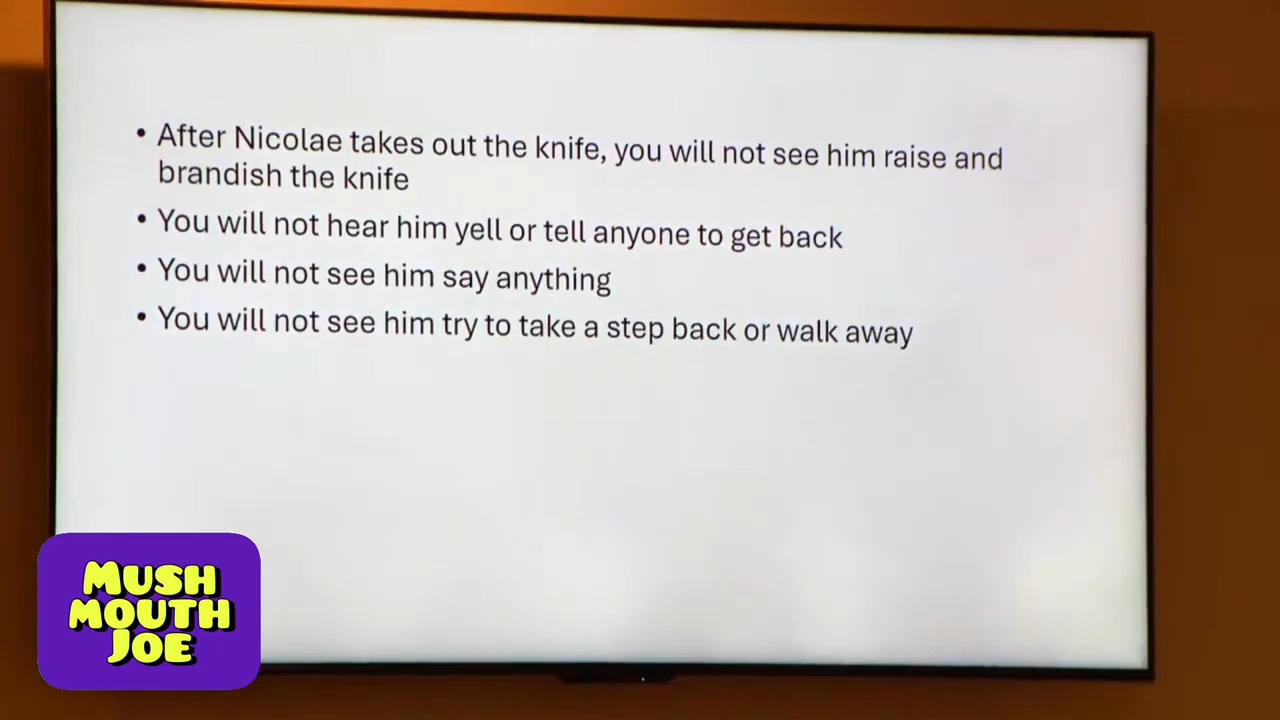 • After Nicolae takes out the knife, you will not see him raise and
brandish the knife
• You will not hear him yell or tell anyone to get back
• You will not see him say anything
• You will not see him try to take a step back or walk away
MUSH
MOUTH
JOE